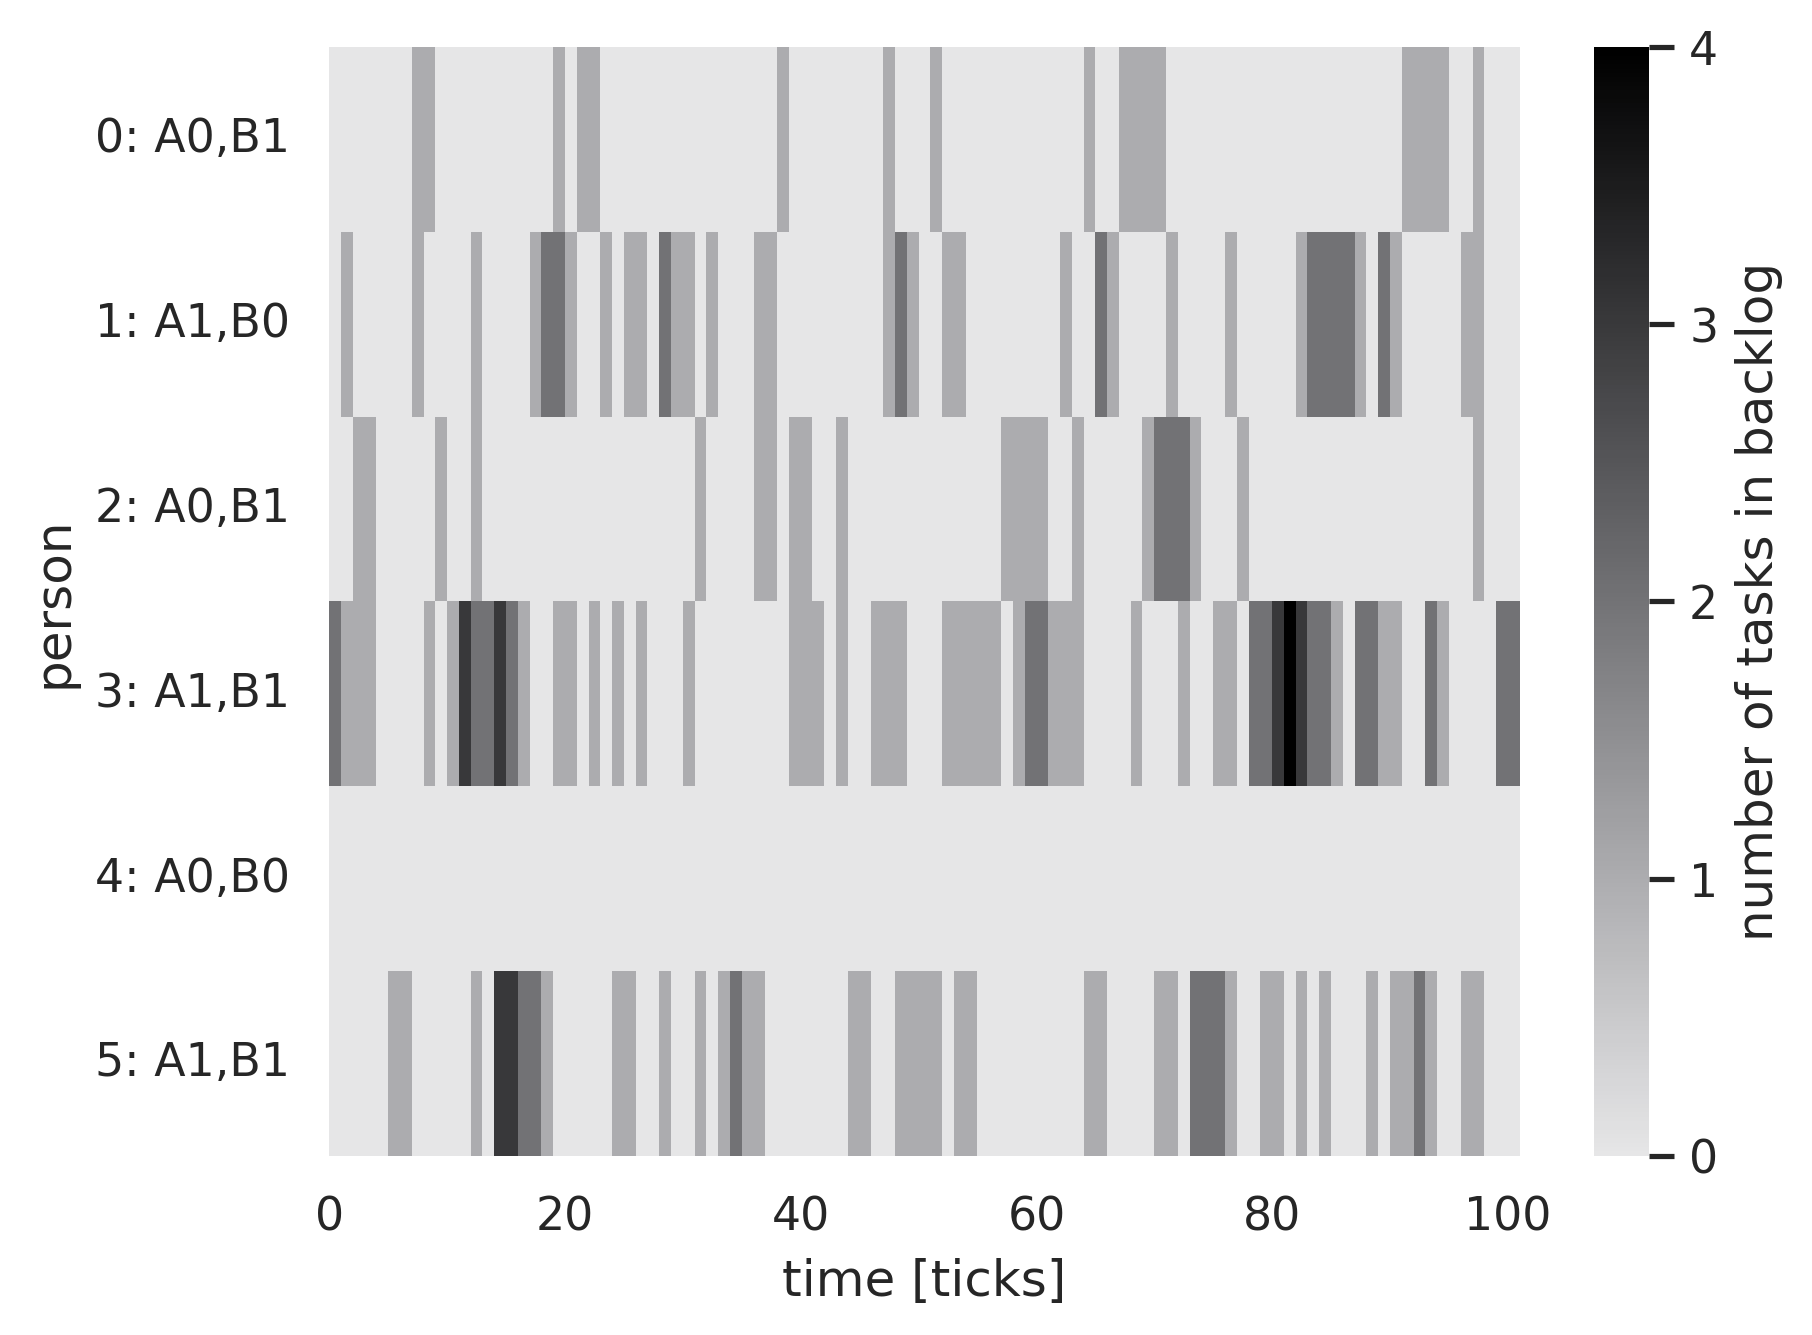 person
0: A0,B1
1: A1,B0
2: A0,B1
3: A1,B1
4: A0,B0
5: A1,B1
0 20 40 60 80 100
time [ticks]
4
3
2
1
0
number of tasks in backlog